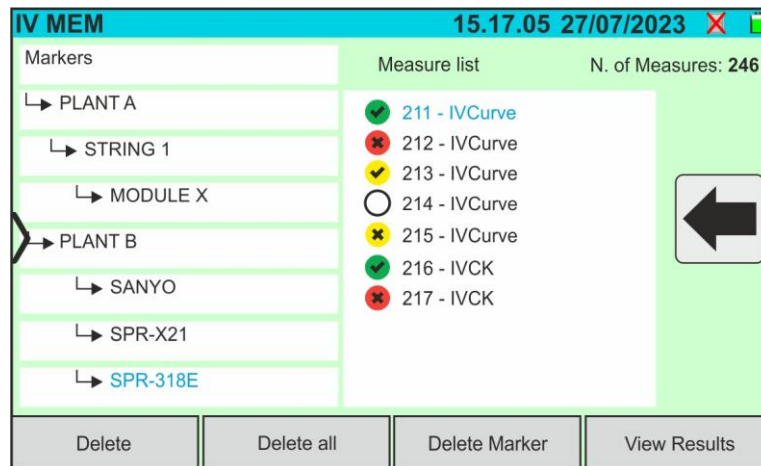 IV MEM 15.17.05 27/07/2023
Markers
PLANT A
STRING 1
MODULE X
PLANT B
SANYO
SPR-X21
SPR-318E
Measure list N. of Measures: 246
211 - IVCurve
212 - IVCurve
213 - IVCurve
214 - IVCurve
215 - IVCurve
216 - IVCK
217 - IVCK
Delete Delete all Delete Marker View Results